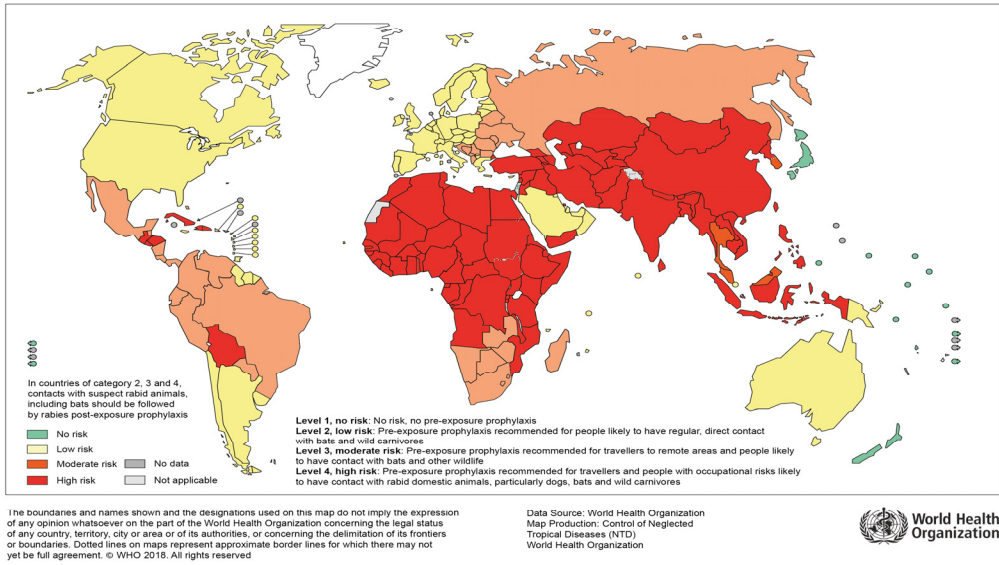 In countries of category 2, 3 and 4,
contacts with suspect rabid animals,
including bats should be followed
by rabies post-exposure prophylaxis
No risk
Low risk
Moderate risk
High risk
No data
Not applicable
Level 1, no risk: No risk, no pre-exposure prophylaxis
Level 2, low risk: Pre-exposure prophylaxis recommended for people likely to have regular, direct contact
with bats and wild carnivores
Level 3, moderate risk: Pre-exposure prophylaxis recommended for travellers to remote areas and people likely
to have contact with bats and other wildlife
Level 4, high risk: Pre-exposure prophylaxis recommended for travellers and people with occupational risks likely
to have contact with rabid domestic animals, particularly dogs, bats and wild carnivores
The boundaries and names shown and the designations used on this map do not imply the expression
of any opinion whatsoever on the part of the World Health Organization concerning the legal status
of any country, territory, city or area or of its authorities, or concerning the delimitation of its frontiers
or boundaries. Dotted lines on maps represent approximate border lines for which there may not
yet be full agreement. © WHO 2018. All rights reserved
Data Source: World Health Organization
Map Production: Control of Neglected
Tropical Diseases (NTD)
World Health Organization
World Health
Organization